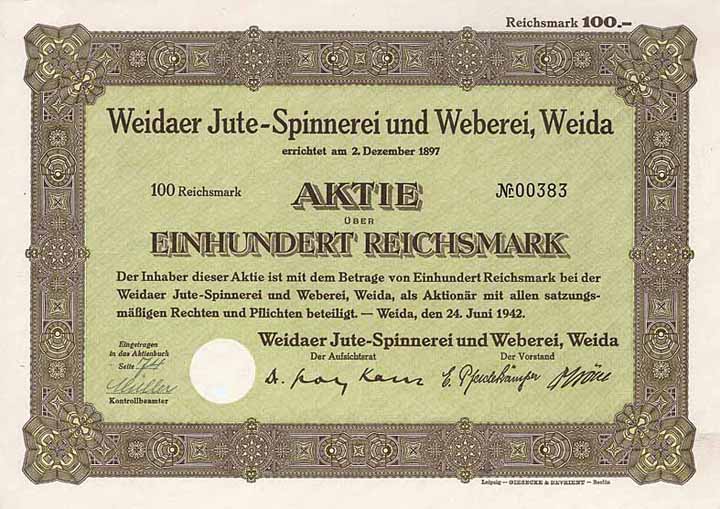 Reichsmark 100.-
Weidaer Jute-Spinnerei und Weberei, Weida
errichtet am 2. Dezember 1897
100 Reichsmark AKTIE № 00383
ÜBER
EINHUNDERT REICHSMARK
Der Inhaber dieser Aktie ist mit dem Betrage von Einhundert Reichsmark bei der
Weidaer Jute-Spinnerei und Weberei, Weida, als Aktionär mit allen satzungs-
mäßigen Rechten und Pflichten beteiligt. — Weida, den 24. Juni 1942.
Weidaer Jute-Spinnerei und Weberei, Weida
Der Aufsichtsrat Der Vorstand
Eingetragen
in das Aktienbuch
Seite 574
Müller
Kontrollbeamter
Leipzig — GIESECKE & DEVRIENT — Berlin